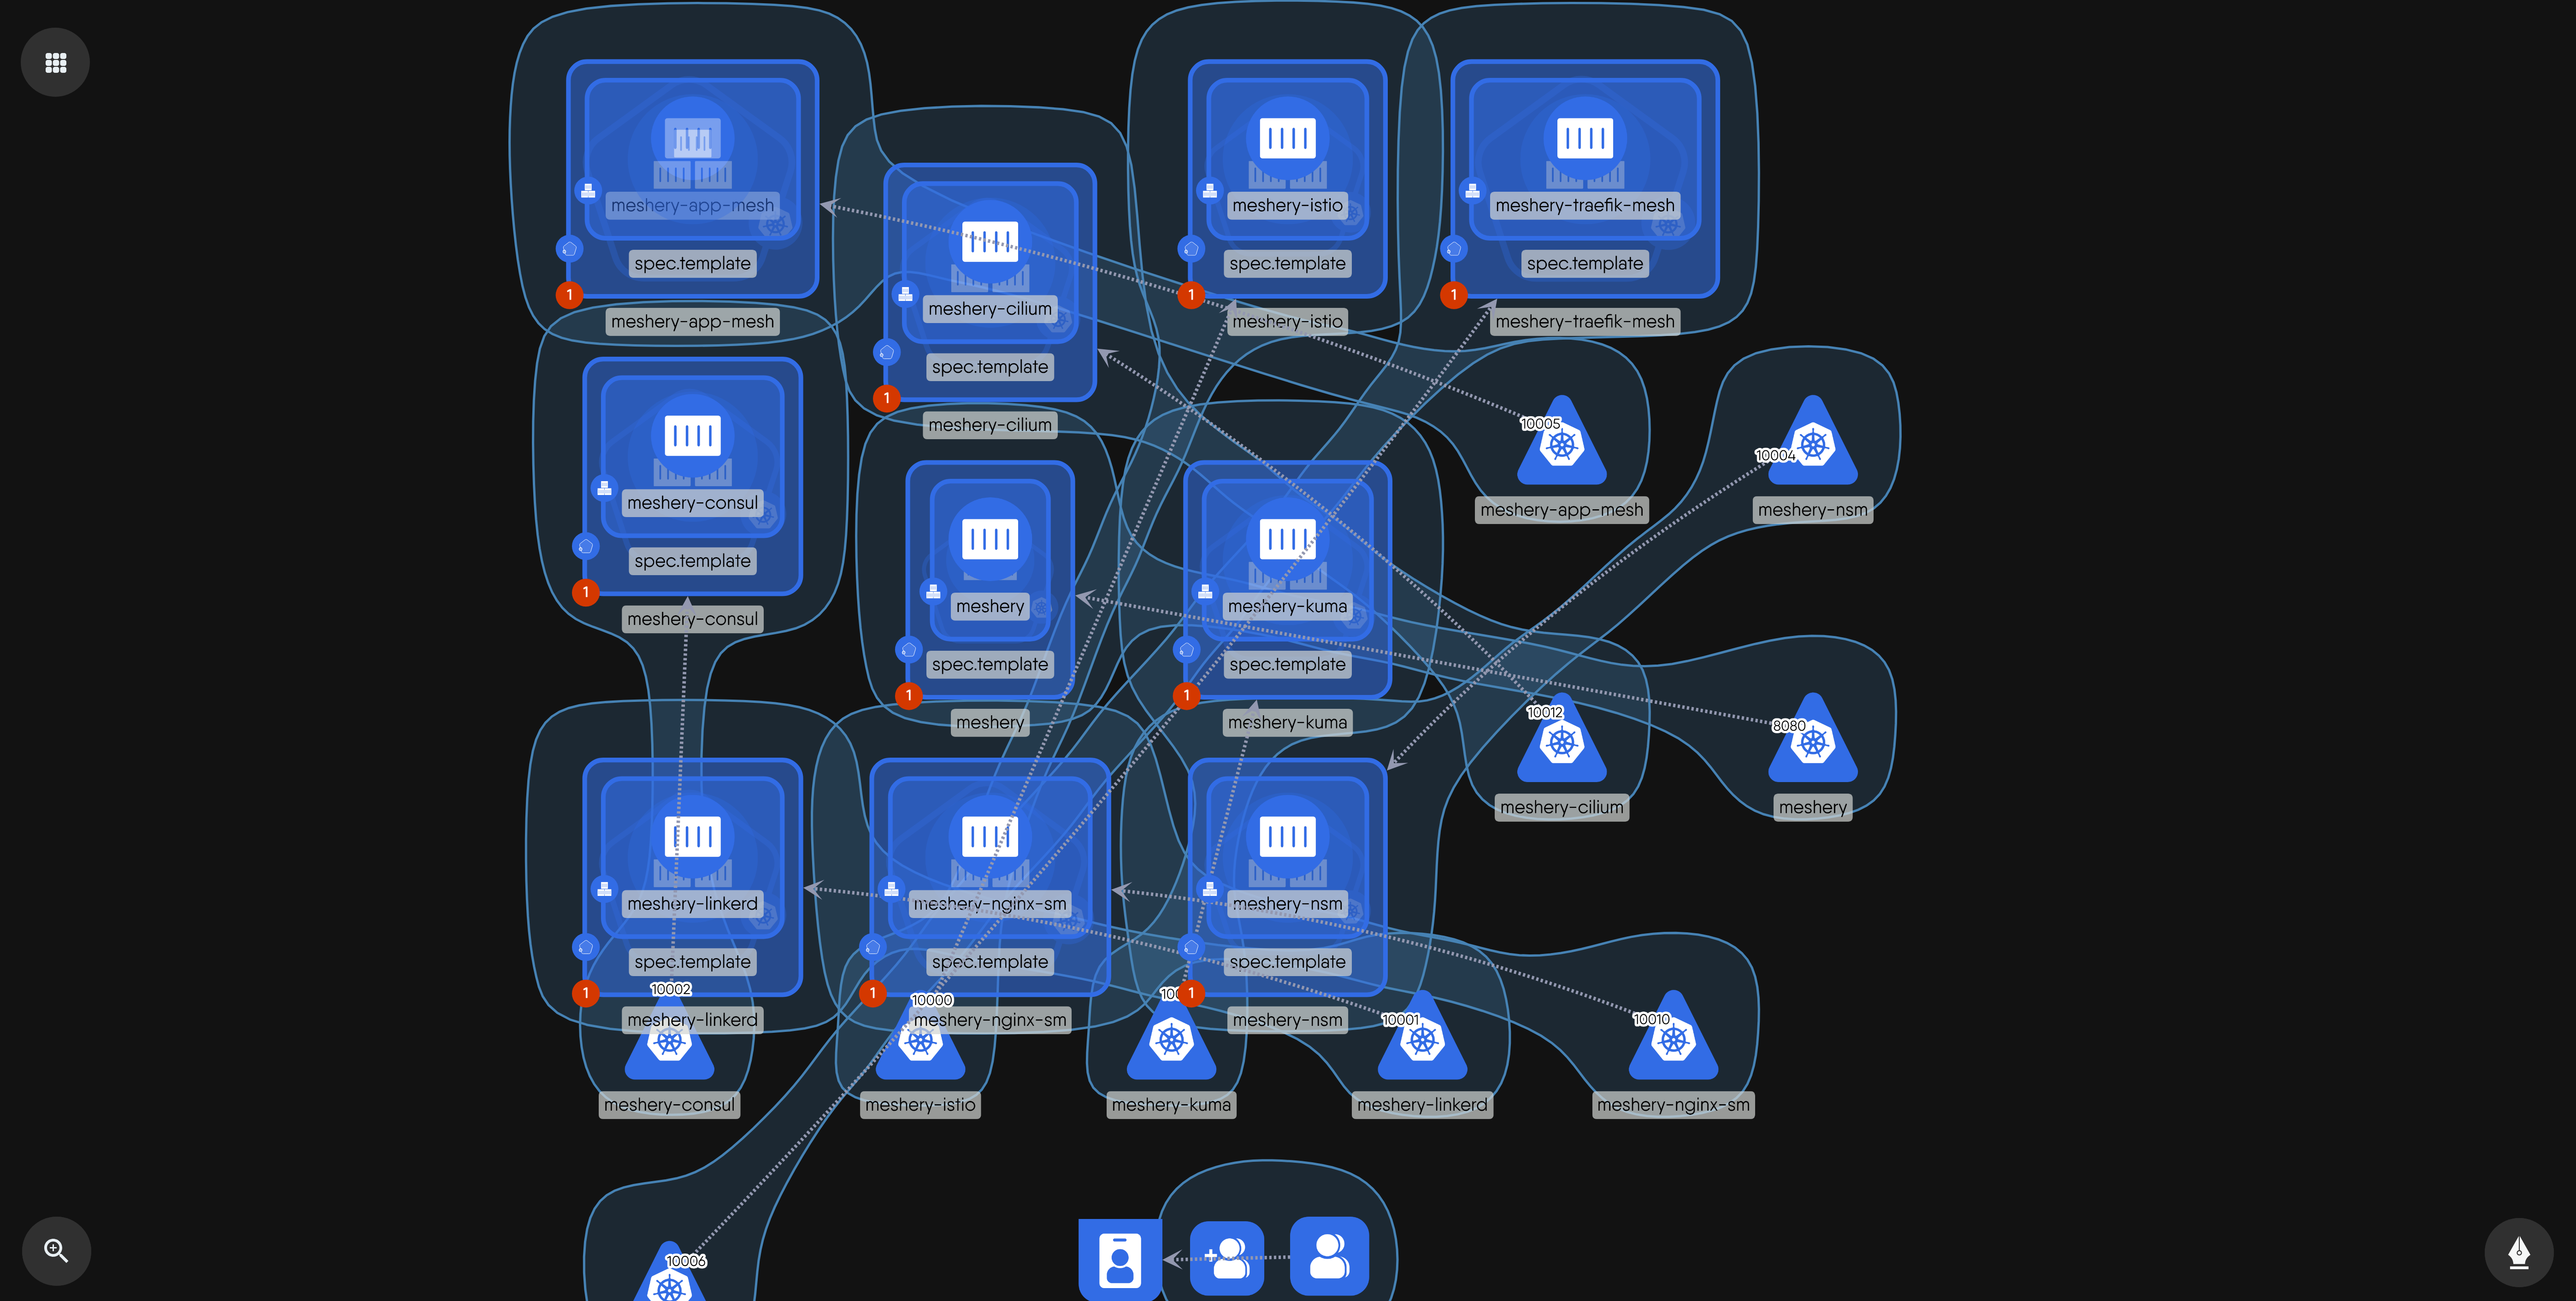 meshery-app-mesh
spec.template
1
meshery-app-mesh
meshery-cilium
spec.template
1
meshery-cilium
meshery-istio
spec.template
1
meshery-istio
meshery-traefik-mesh
spec.template
1
meshery-traefik-mesh
meshery-consul
spec.template
1
meshery-consul
meshery
spec.template
1
meshery
meshery-kuma
spec.template
1
meshery-kuma
10005
meshery-app-mesh
10004
meshery-nsm
10012
meshery-cilium
8080
meshery
meshery-linkerd
spec.template
1
meshery-linkerd
meshery-nginx-sm
spec.template
1
meshery-nginx-sm
meshery-nsm
spec.template
1
meshery-nsm
10002
meshery-consul
10000
meshery-istio
meshery-kuma
10001
meshery-linkerd
10010
meshery-nginx-sm
10006